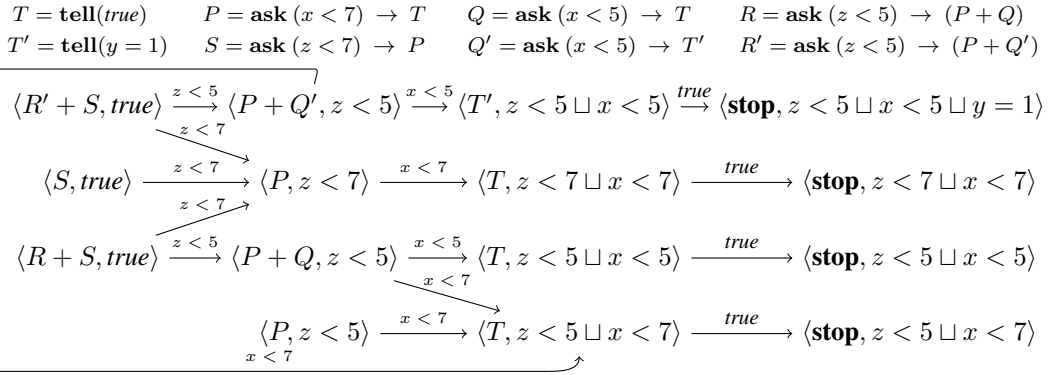 T = tell(true) P = ask (x < 7) → T Q = ask (x < 5) → T R = ask (z < 5) → (P + Q)
T′ = tell(y = 1) S = ask (z < 7) → P Q′ = ask (x < 5) → T′ R′ = ask (z < 5) → (P + Q′)
⟨R′ + S, true⟩ z < 5 ⟨P + Q′, z < 5⟩ x < 5 ⟨T′, z < 5 ⊔ x < 5⟩ true ⟨stop, z < 5 ⊔ x < 5 ⊔ y = 1⟩
z < 7
⟨S, true⟩ z < 7 ⟨P, z < 7⟩ x < 7 ⟨T, z < 7 ⊔ x < 7⟩ true ⟨stop, z < 7 ⊔ x < 7⟩
z < 7
⟨R + S, true⟩ z < 5 ⟨P + Q, z < 5⟩ x < 5 ⟨T, z < 5 ⊔ x < 5⟩ true ⟨stop, z < 5 ⊔ x < 5⟩
x < 7
⟨P, z < 5⟩ x < 7 ⟨T, z < 5 ⊔ x < 7⟩ true ⟨stop, z < 5 ⊔ x < 7⟩
x < 7